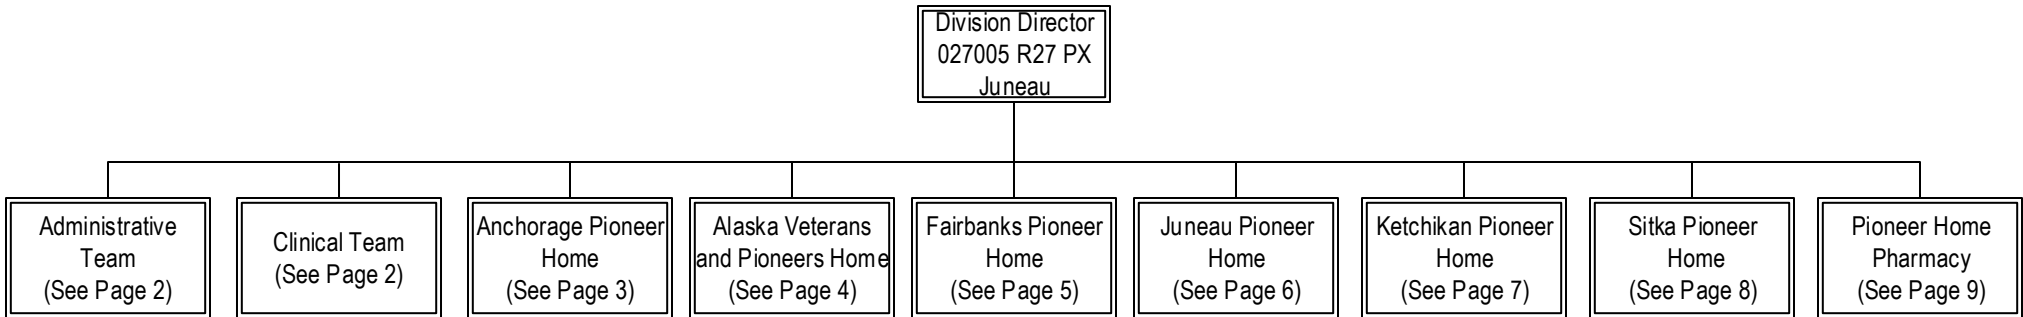 Division Director
027005 R27 PX
Juneau
Administrative
Team
(See Page 2)
Clinical Team
(See Page 2)
Anchorage Pioneer
Home
(See Page 3)
Alaska Veterans
and Pioneers Home
(See Page 4)
Fairbanks Pioneer
Home
(See Page 5)
Juneau Pioneer
Home
(See Page 6)
Ketchikan Pioneer
Home
(See Page 7)
Sitka Pioneer
Home
(See Page 8)
Pioneer Home
Pharmacy
(See Page 9)